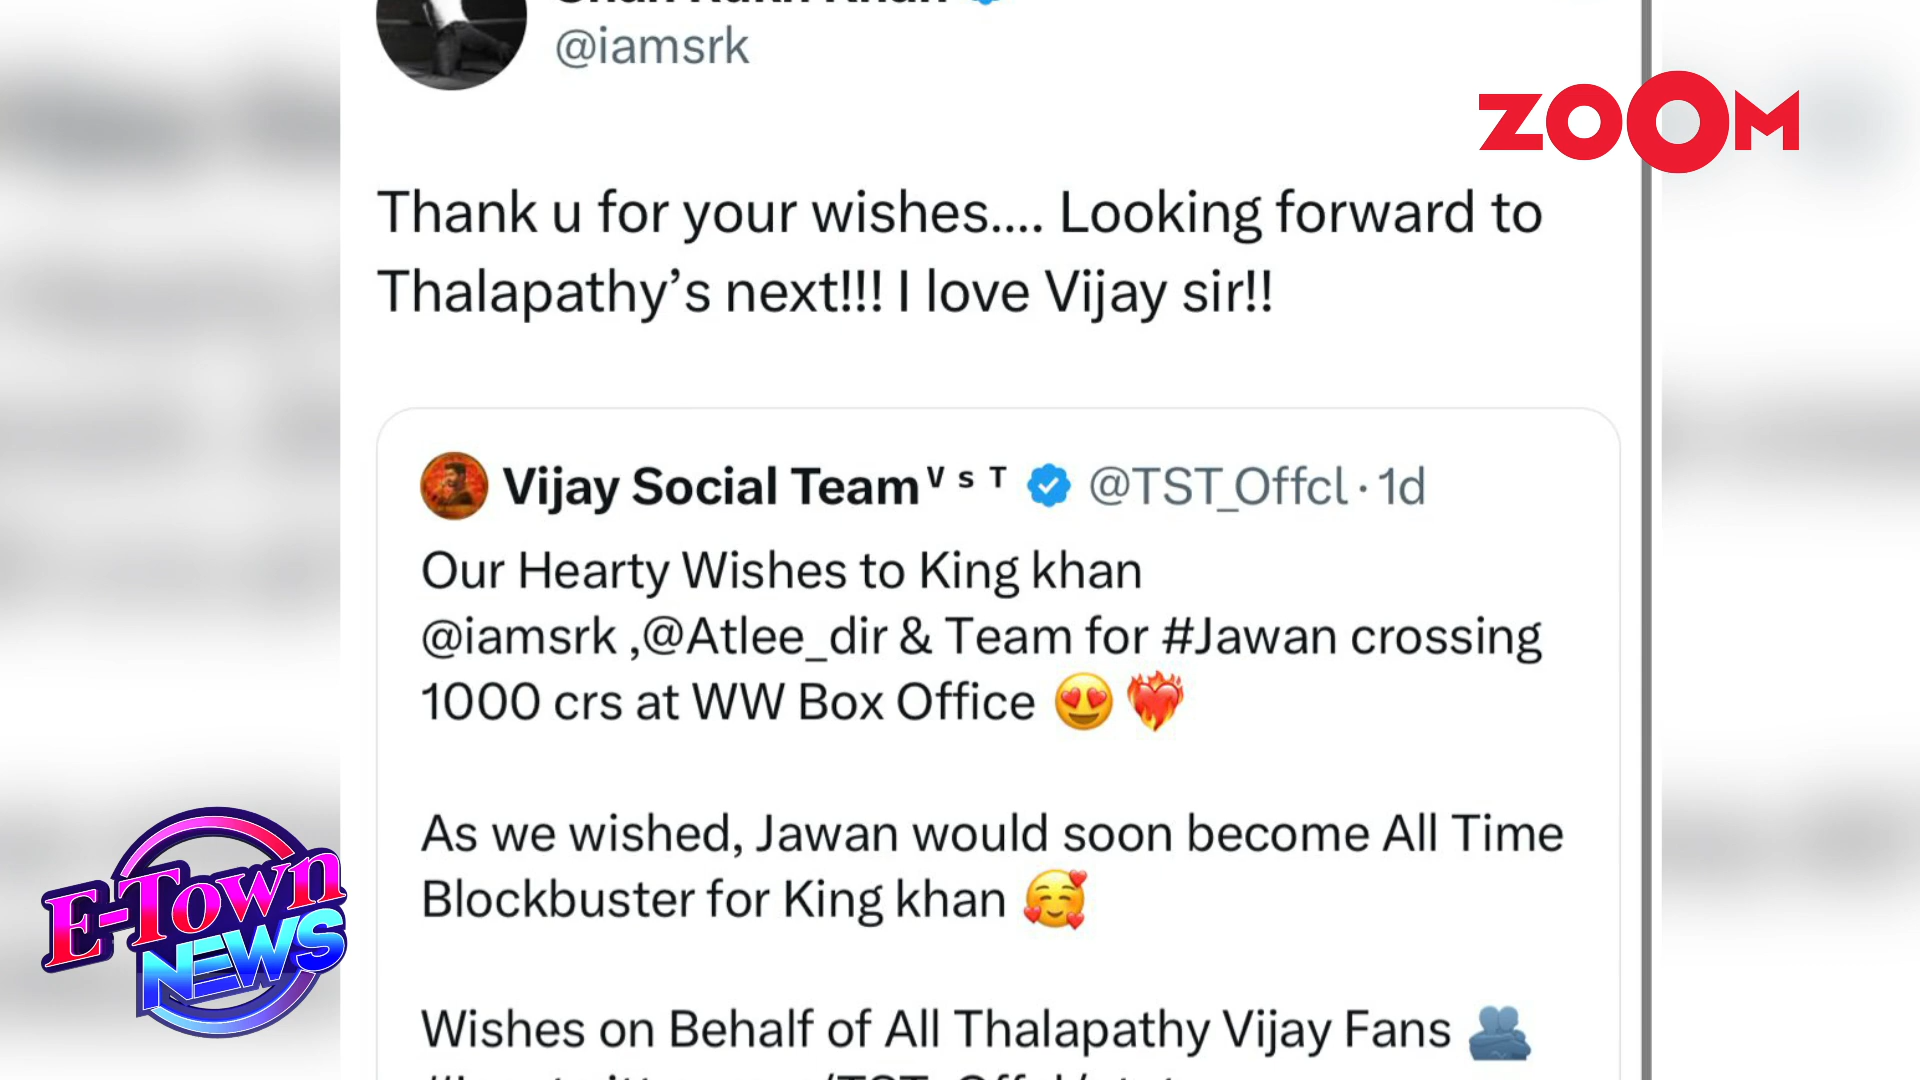 Shah Rukh Khan
@iamsrk
ZOOM
Thank u for your wishes.... Looking forward to
Thalapathy’s next!!! I love Vijay sir!!
Vijay Social Team ⱽ ˢ ᵀ @TST_Offcl · 1d
Our Hearty Wishes to King khan
@iamsrk ,@Atlee_dir & Team for #Jawan crossing
1000 crs at WW Box Office 😍 ❤️‍🔥
As we wished, Jawan would soon become All Time
Blockbuster for King khan 🥰
Wishes on Behalf of All Thalapathy Vijay Fans 🫂
E-Town
NEWS